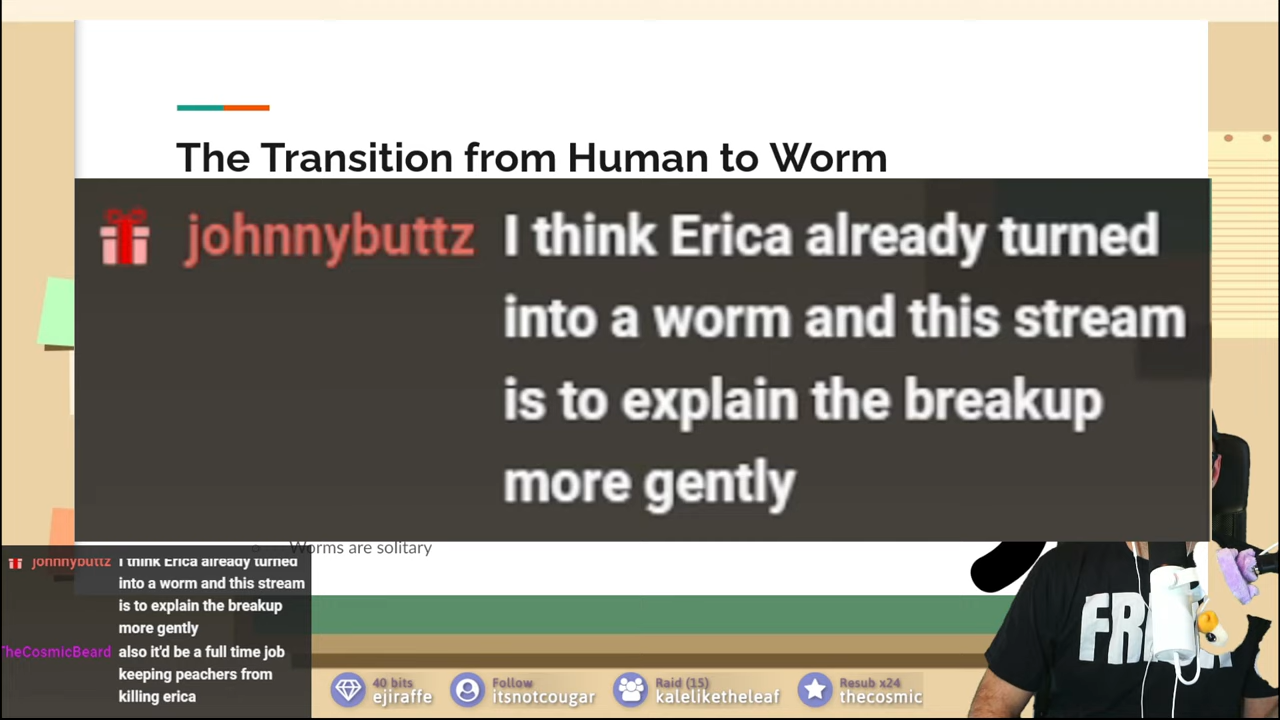 The Transition from Human to Worm
johnnybuttz I think Erica already turned
into a worm and this stream
is to explain the breakup
more gently
Worms are solitary
johnnybuttz I think Erica already turned
into a worm and this stream
is to explain the breakup
more gently
TheCosmicBeard also it'd be a full time job
keeping peachers from
killing erica
40 bits
ejiraffe
Follow
itsnotcougar
Raid (15)
kaleliketheleaf
Resub x24
thecosmic